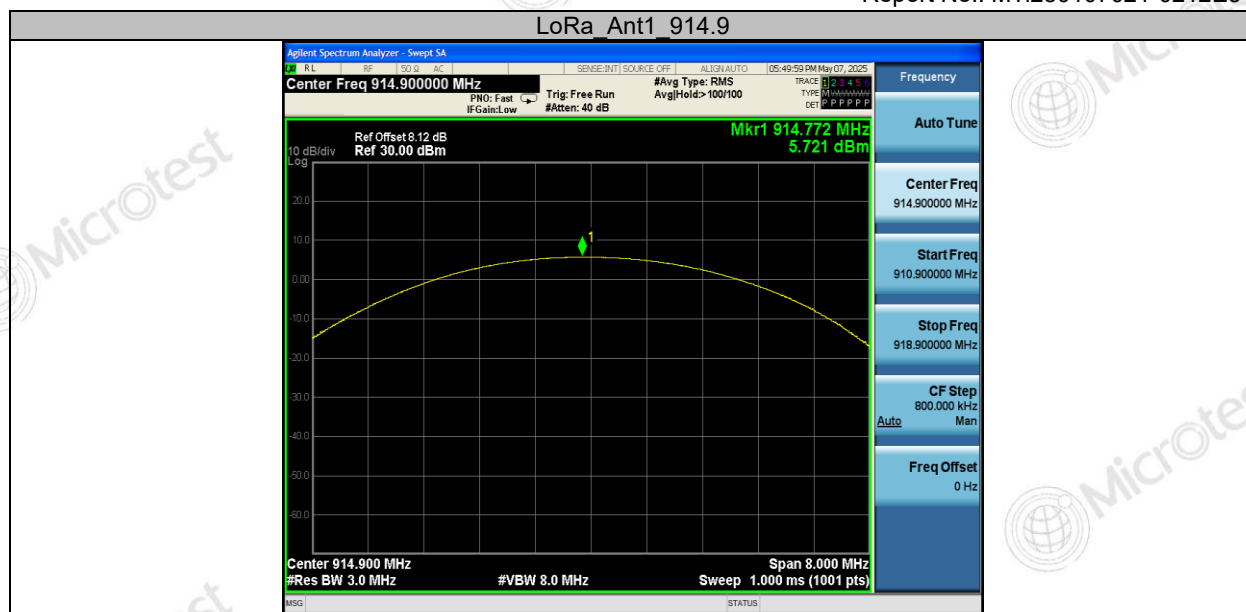 LoRa_Ant1_914.9
Agilent Spectrum Analyzer - Swept SA
RL RF 50 Ω AC SENSE:INT SOURCE OFF ALIGN AUTO 05:49:59 PM May 07, 2025
Center Freq 914.900000 MHz
PNO: Fast
IFGain:Low
Trig: Free Run
#Atten: 40 dB
#Avg Type: RMS
Avg|Hold:>100/100
TRACE 1 2 3 4 5 6
TYPE M
DET P P P P P P
Ref Offset 8.12 dB
10 dB/div Ref 30.00 dBm
Log
Mkr1 914.772 MHz
5.721 dBm
1
20.0
10.0
0.00
-10.0
-20.0
-30.0
-40.0
-50.0
-60.0
Center 914.900 MHz Span 8.000 MHz
#Res BW 3.0 MHz #VBW 8.0 MHz Sweep 1.000 ms (1001 pts)
MSG STATUS
Frequency
Auto Tune
Center Freq
914.900000 MHz
Start Freq
910.900000 MHz
Stop Freq
918.900000 MHz
CF Step
800.000 kHz
Auto Man
Freq Offset
0 Hz
Microtest